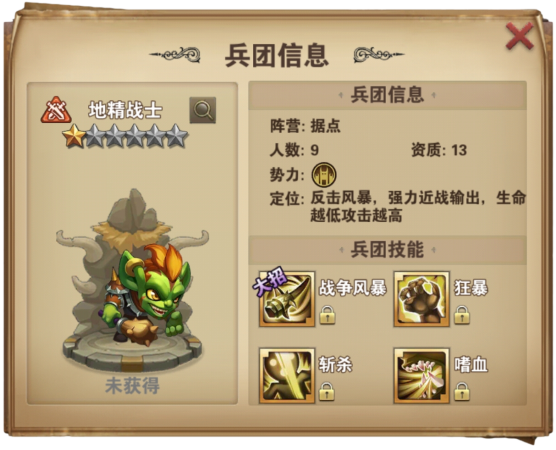 兵团信息
地精战士
未获得
兵团信息
阵营: 据点
人数: 9 资质: 13
势力:
定位: 反击风暴，强力近战输出，生命
越低攻击越高
兵团技能
大招 战争风暴 狂暴
斩杀 嗜血